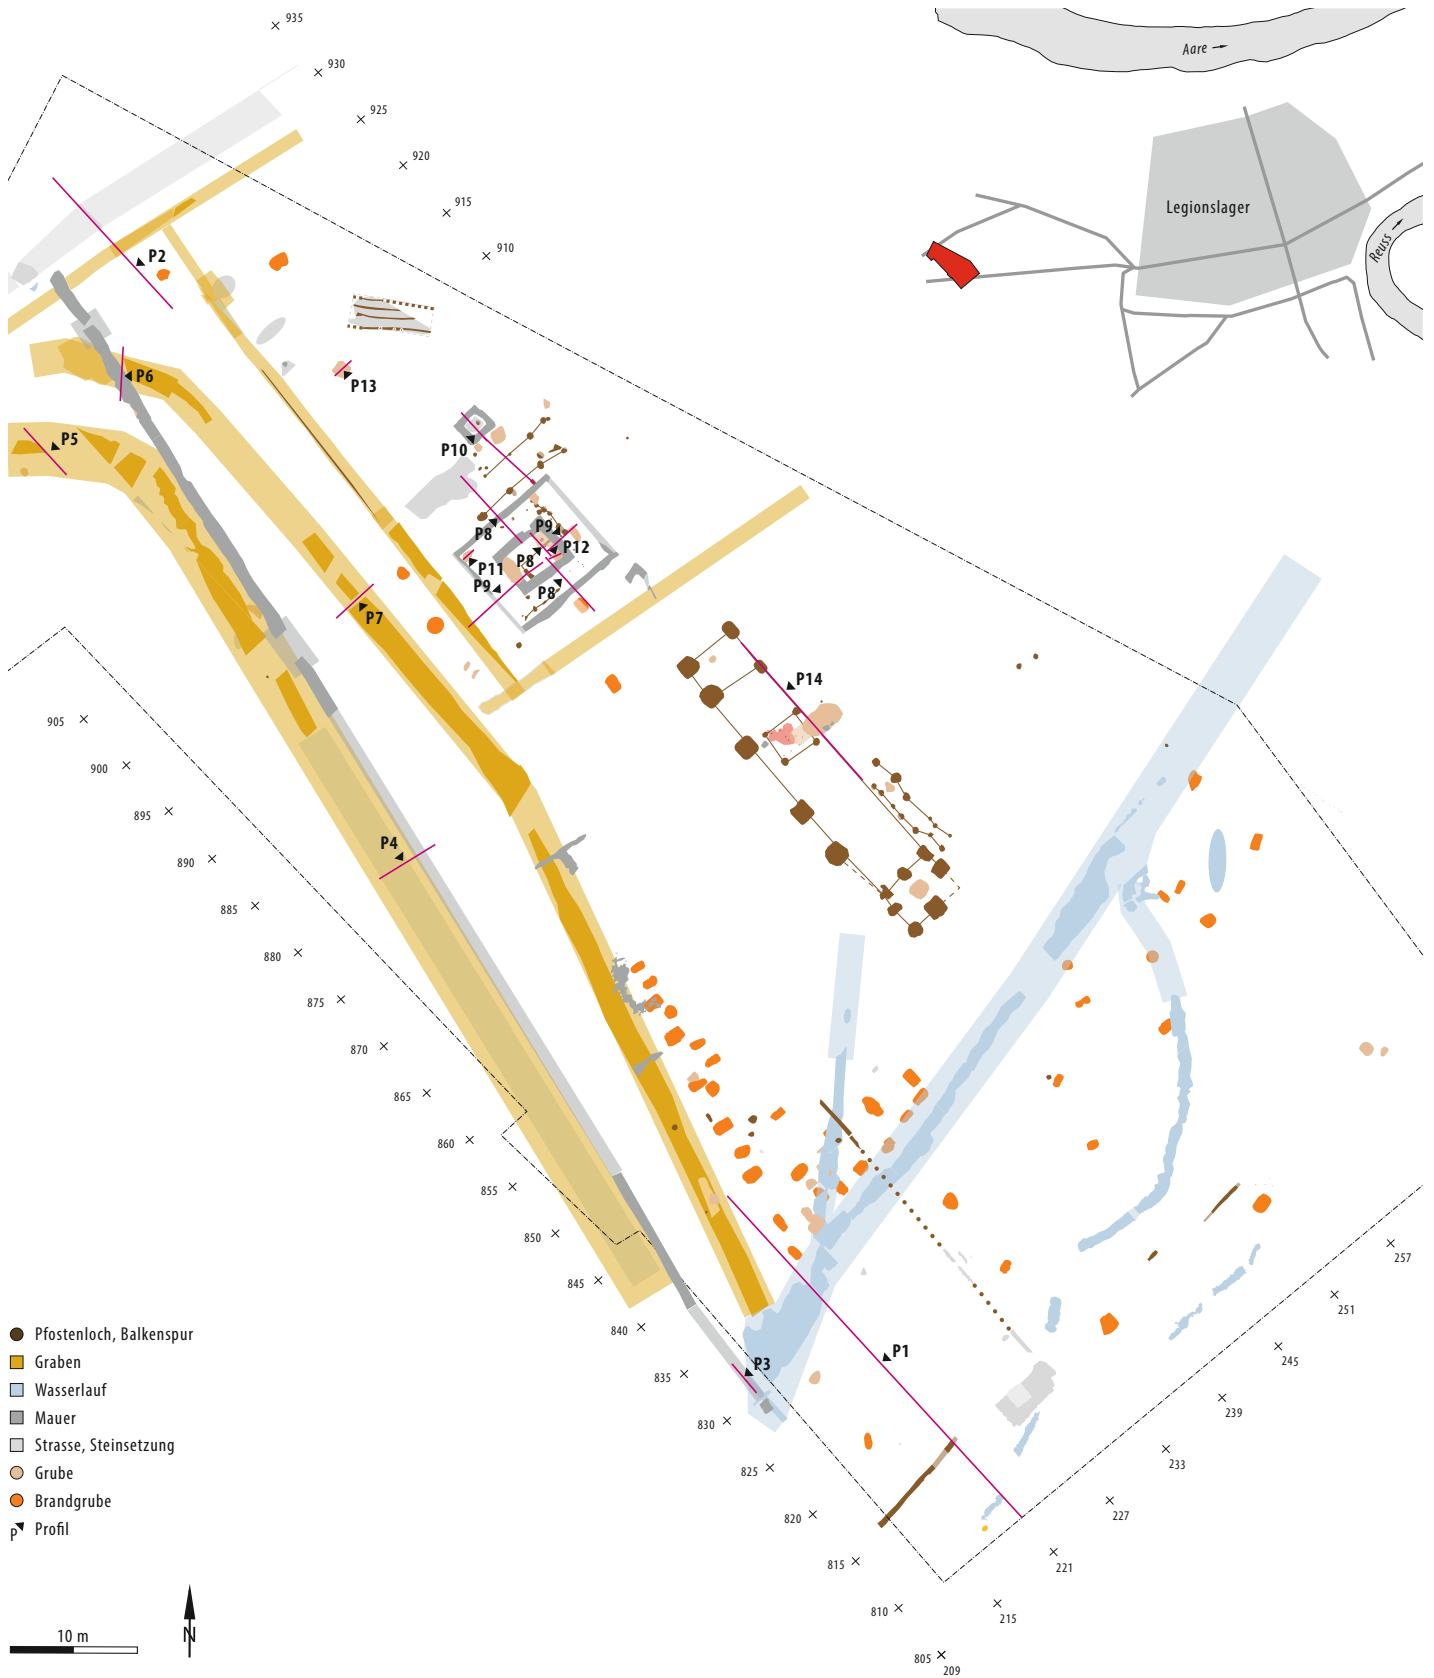 935
930
925
920
915
910
Aare
Legionslager
Reuss
P2
P6
P13
P5
P10
P8
P9
P12
P8
P11
P9
P8
P7
P14
905
900
895
P4
890
885
880
875
870
865
860
855
850
845
840
835
830
825
820
815
810
805
P1
P3
257
251
245
239
233
227
221
215
209
Pfostenloch, Balkenspur
Graben
Wasserlauf
Mauer
Strasse, Steinsetzung
Grube
Brandgrube
P Profil
10 m
N